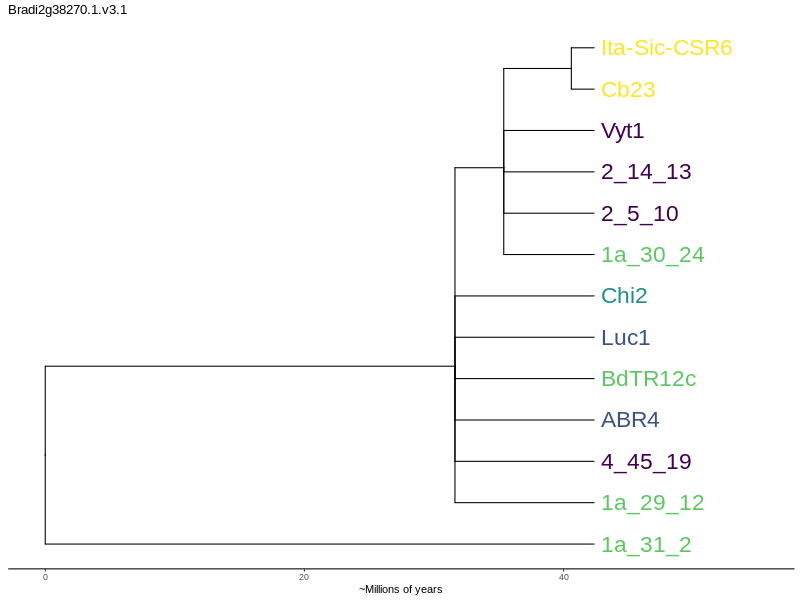 Bradi2g38270.1.v3.1
Ita-Sic-CSR6
Cb23
Vyt1
2_14_13
2_5_10
1a_30_24
Chi2
Luc1
BdTR12c
ABR4
4_45_19
1a_29_12
1a_31_2
0 20 40
~Millions of years